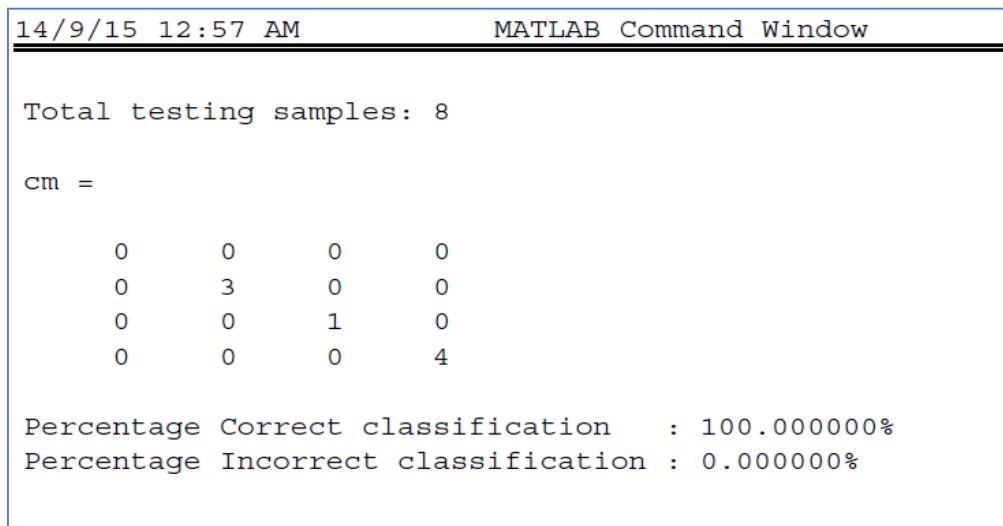 14/9/15 12:57 AM MATLAB Command Window
Total testing samples: 8
cm =
0 0 0 0
0 3 0 0
0 0 1 0
0 0 0 4
Percentage Correct classification : 100.000000%
Percentage Incorrect classification : 0.000000%